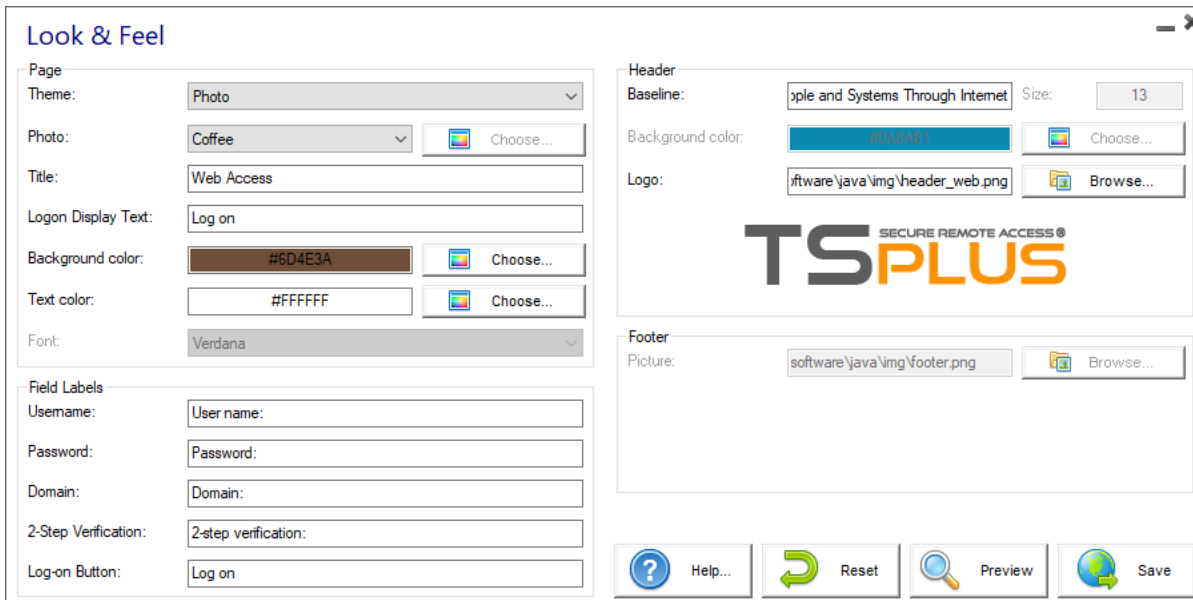 Look & Feel
Page
Theme: Photo
Photo: Coffee Choose...
Title: Web Access
Logon Display Text: Log on
Background color: #6D4E3A Choose...
Text color: #FFFFFF Choose...
Font: Verdana
Field Labels
Username: User name:
Password: Password:
Domain: Domain:
2-Step Verification: 2-step verification:
Log-on Button: Log on
Header
Baseline: and Systems Through Internet Size: 13
Background color: #0A8AB1 Choose...
Logo: \java\img\header_web.png Browse...
TSPLUS SECURE REMOTE ACCESS®
Footer
Picture: software\java\img\footer.png Browse...
Help... Reset Preview Save